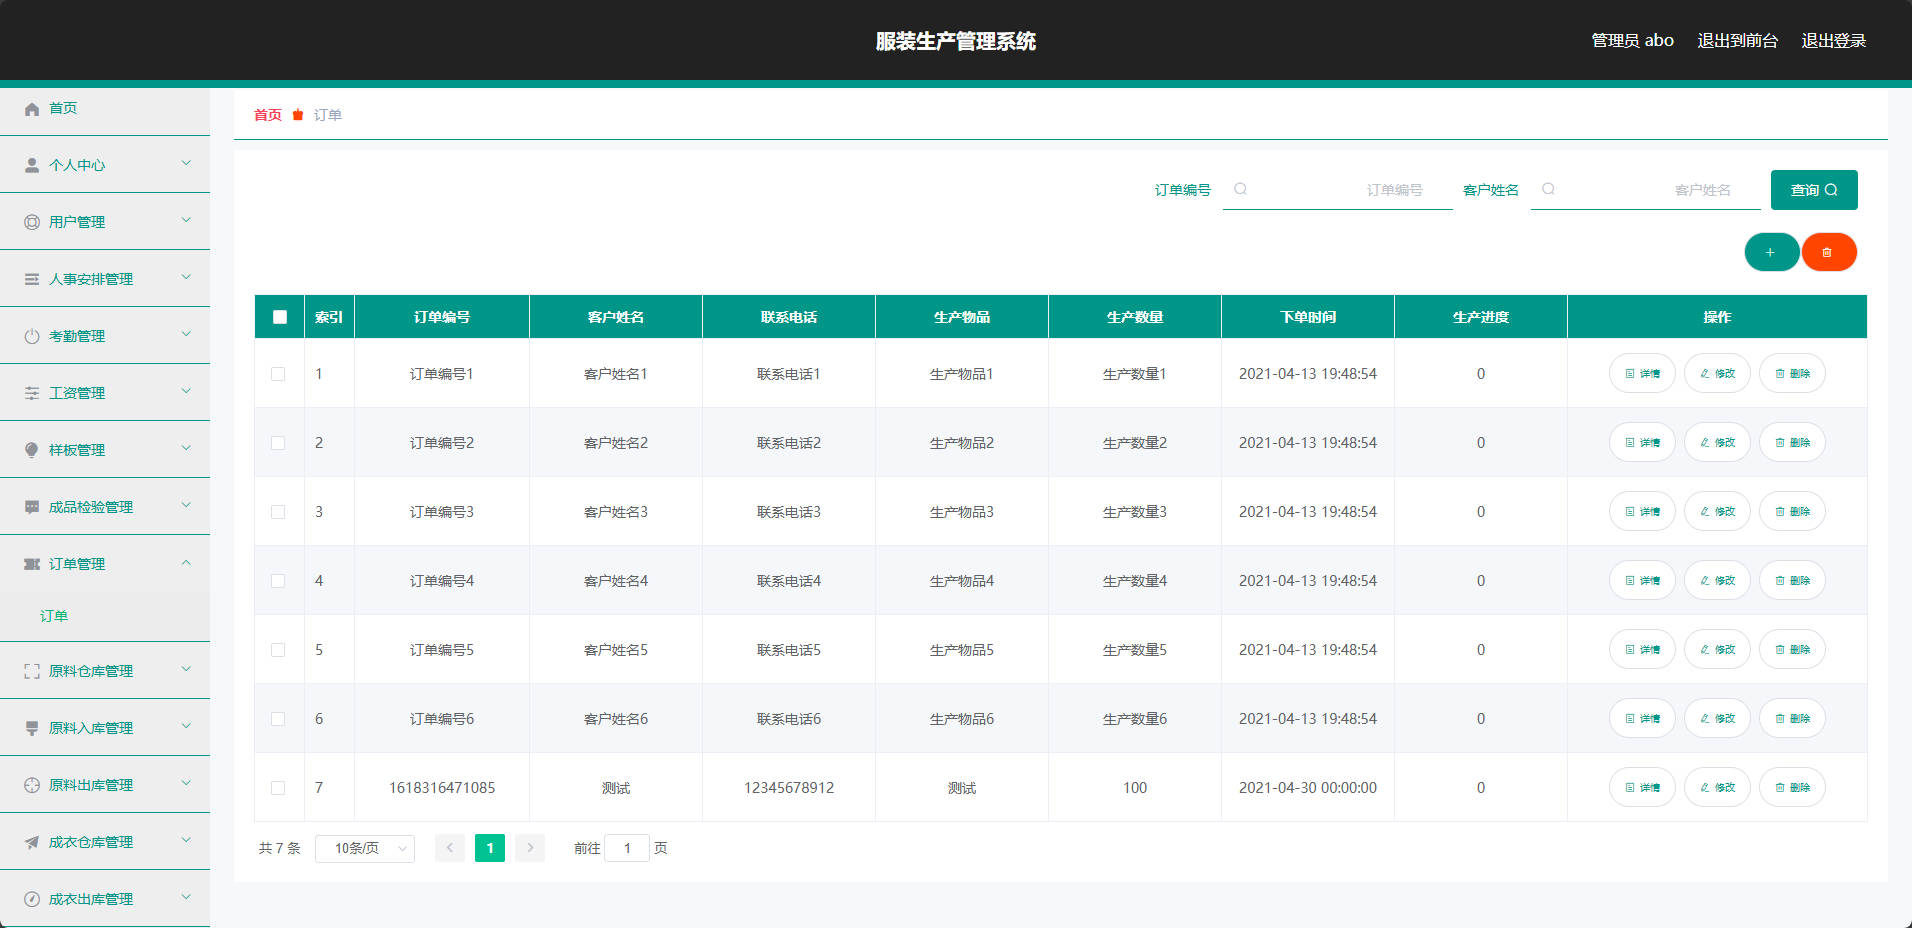 服装生产管理系统
管理员 abo 退出到前台 退出登录
首页
个人中心
用户管理
人事安排管理
考勤管理
工资管理
样板管理
成品检验管理
订单管理
订单
原料仓库管理
原料入库管理
原料出库管理
成衣仓库管理
成衣出库管理
首页 订单
订单编号 订单编号 客户姓名 客户姓名 查询
+
索引 订单编号 客户姓名 联系电话 生产物品 生产数量 下单时间 生产进度 操作
1 订单编号1 客户姓名1 联系电话1 生产物品1 生产数量1 2021-04-13 19:48:54 0 详情 修改 删除
2 订单编号2 客户姓名2 联系电话2 生产物品2 生产数量2 2021-04-13 19:48:54 0 详情 修改 删除
3 订单编号3 客户姓名3 联系电话3 生产物品3 生产数量3 2021-04-13 19:48:54 0 详情 修改 删除
4 订单编号4 客户姓名4 联系电话4 生产物品4 生产数量4 2021-04-13 19:48:54 0 详情 修改 删除
5 订单编号5 客户姓名5 联系电话5 生产物品5 生产数量5 2021-04-13 19:48:54 0 详情 修改 删除
6 订单编号6 客户姓名6 联系电话6 生产物品6 生产数量6 2021-04-13 19:48:54 0 详情 修改 删除
7 1618316471085 测试 12345678912 测试 100 2021-04-30 00:00:00 0 详情 修改 删除
共 7 条 10条/页 1 前往 1 页